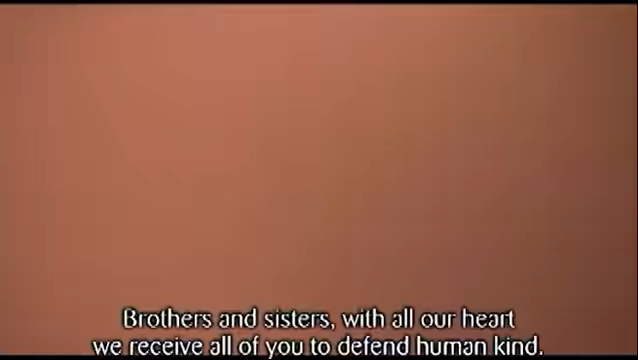 Brothers and sisters, with all our heart
we receive all of you to defend human kind.